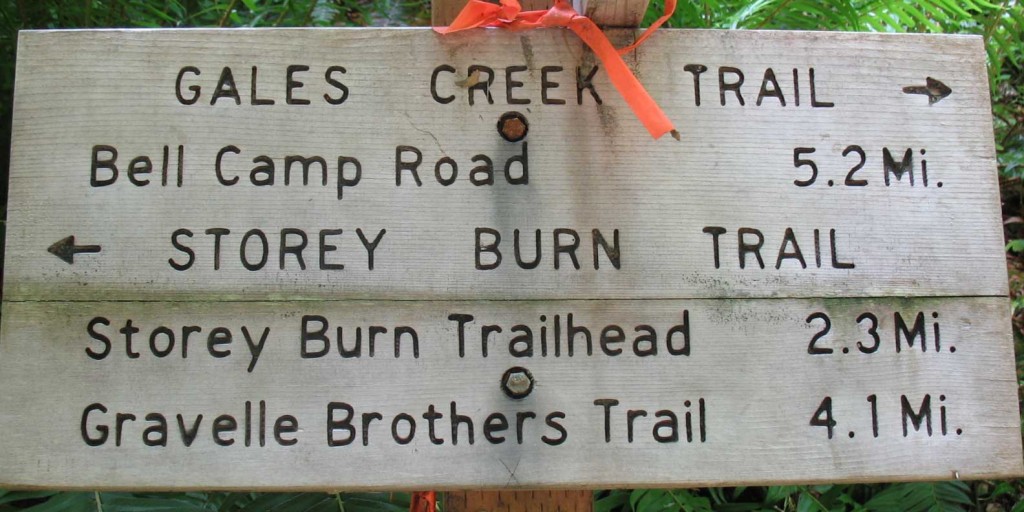 GALES CREEK TRAIL →
Bell Camp Road 5.2 Mi.
← STOREY BURN TRAIL
Storey Burn Trailhead 2.3 Mi.
Gravelle Brothers Trail 4.1 Mi.